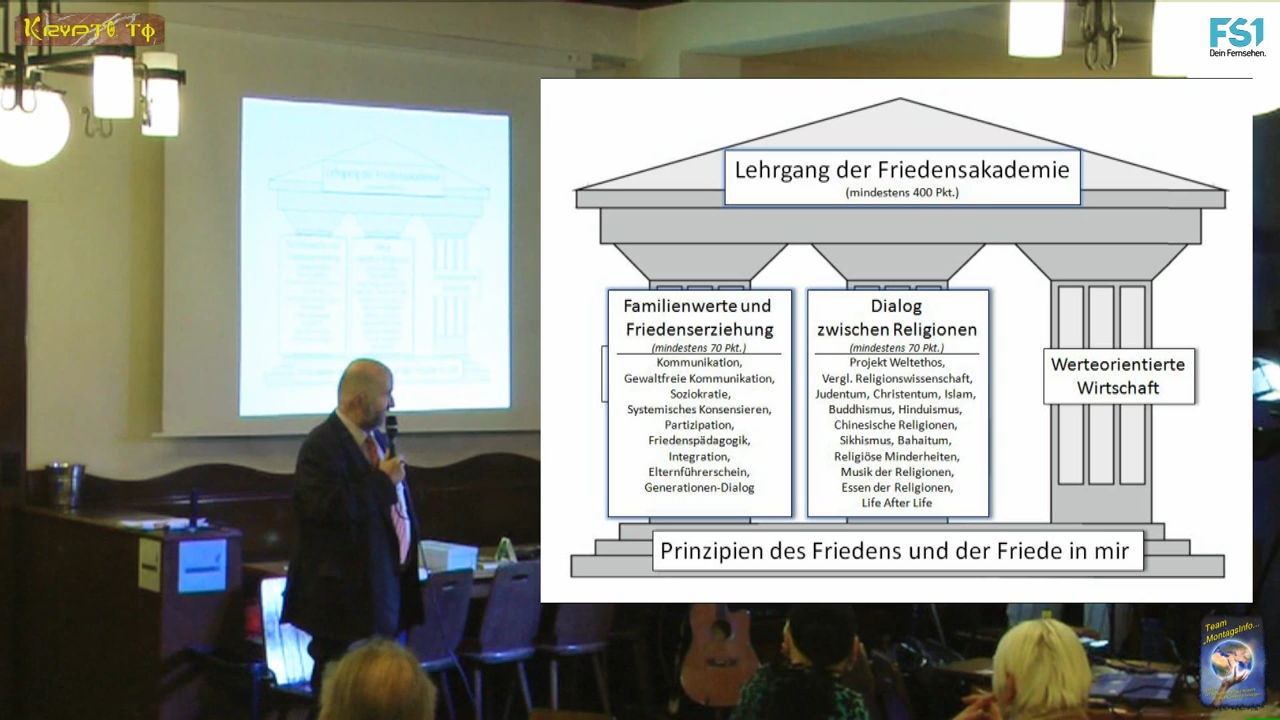 Krypto TV
FS1
Dein Fernsehen.
Lehrgang der Friedensakademie
(mindestens 400 Pkt.)
Familienwerte und
Friedenserziehung
(mindestens 70 Pkt.)
Kommunikation,
Gewaltfreie Kommunikation,
Soziokratie,
Systemisches Konsensieren,
Partizipation,
Friedenspädagogik,
Integration,
Elternführerschein,
Generationen-Dialog
Dialog
zwischen Religionen
(mindestens 70 Pkt.)
Projekt Weltethos,
Vergl. Religionswissenschaft,
Judentum, Christentum, Islam,
Buddhismus, Hinduismus,
Chinesische Religionen,
Sikhismus, Bahaitum,
Religiöse Minderheiten,
Musik der Religionen,
Essen der Religionen,
Life After Life
Werteorientierte
Wirtschaft
Prinzipien des Friedens und der Friede in mir
Team
„MontagsInfo...